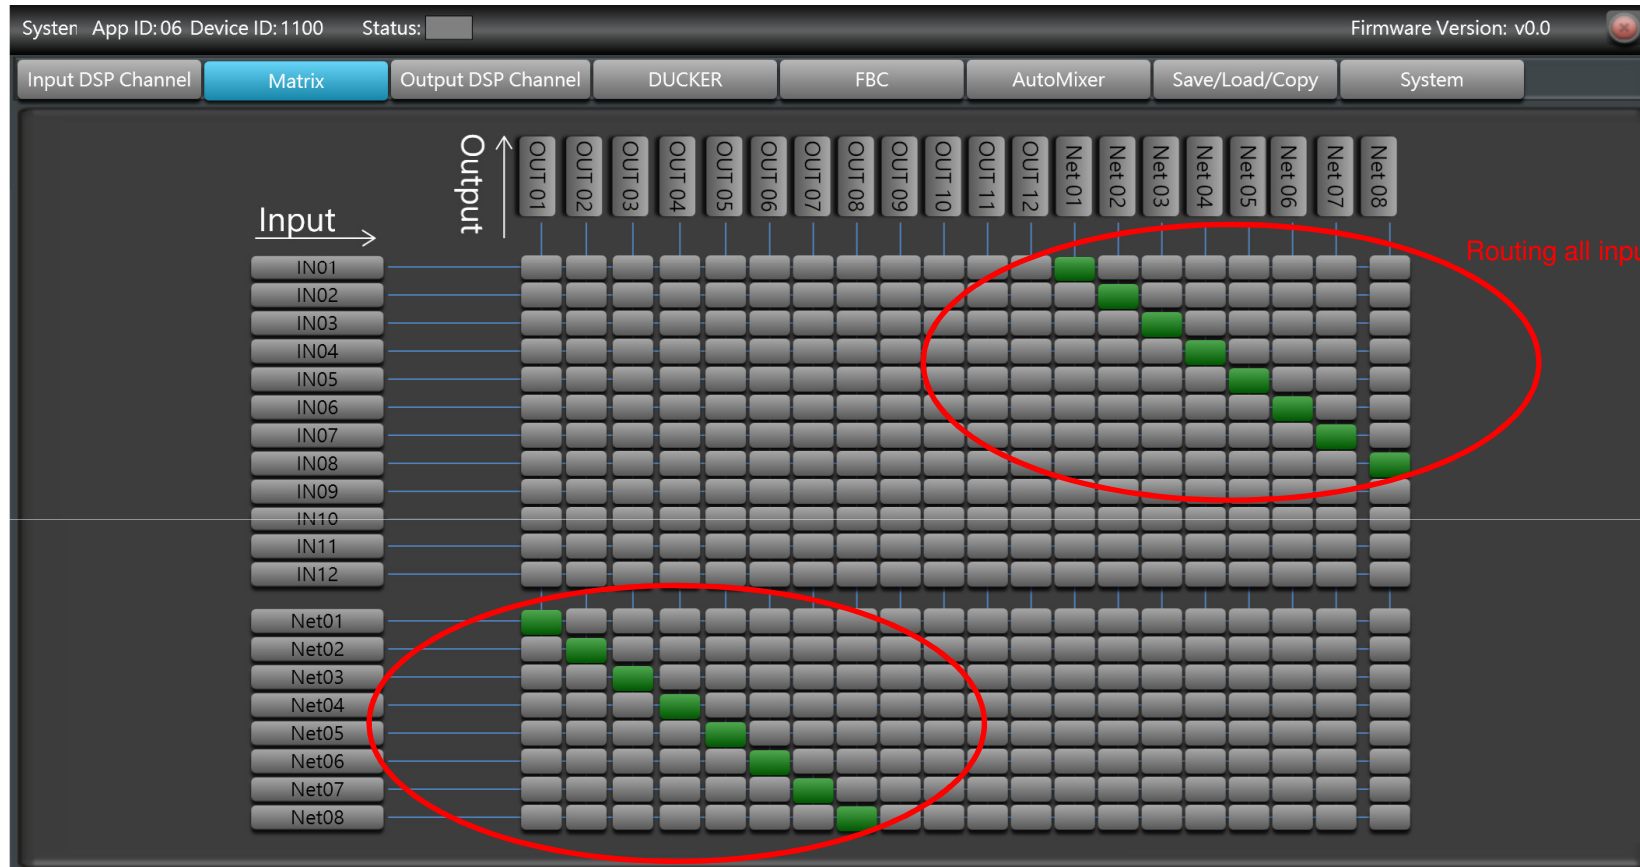 System App ID: 06 Device ID: 1100 Status: Firmware Version: v0.0
Input DSP Channel Matrix Output DSP Channel DUCKER FBC AutoMixer Save/Load/Copy System
Output OUT 01 OUT 02 OUT 03 OUT 04 OUT 05 OUT 06 OUT 07 OUT 08 OUT 09 OUT 10 OUT 11 OUT 12 Net 01 Net 02 Net 03 Net 04 Net 05 Net 06 Net 07 Net 08
Input
Routing all inpu
IN01
IN02
IN03
IN04
IN05
IN06
IN07
IN08
IN09
IN10
IN11
IN12
Net01
Net02
Net03
Net04
Net05
Net06
Net07
Net08